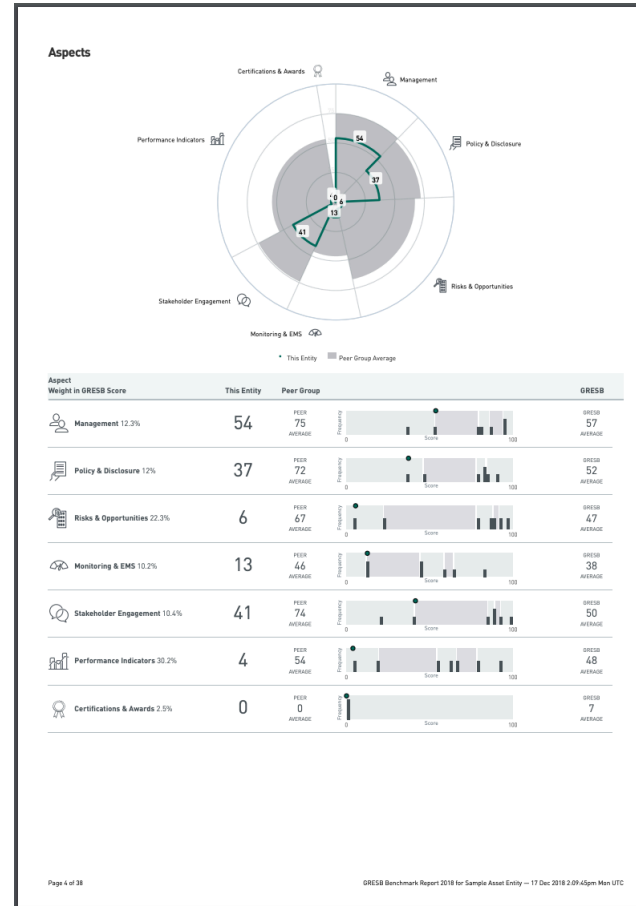 Aspects
Certifications & Awards
Management
Performance Indicators
Policy & Disclosure
54
37
0
6
13
41
Risks & Opportunities
Stakeholder Engagement
Monitoring & EMS
This Entity Peer Group Average
Aspect
Weight in GRESB Score This Entity Peer Group GRESB
Management 12.3% 54 PEER 75 AVERAGE Frequency 0 Score 100 GRESB 57 AVERAGE
Policy & Disclosure 12% 37 PEER 72 AVERAGE Frequency 0 Score 100 GRESB 52 AVERAGE
Risks & Opportunities 22.3% 6 PEER 67 AVERAGE Frequency 0 Score 100 GRESB 47 AVERAGE
Monitoring & EMS 10.2% 13 PEER 46 AVERAGE Frequency 0 Score 100 GRESB 38 AVERAGE
Stakeholder Engagement 10.4% 41 PEER 74 AVERAGE Frequency 0 Score 100 GRESB 50 AVERAGE
Performance Indicators 30.2% 4 PEER 54 AVERAGE Frequency 0 Score 100 GRESB 48 AVERAGE
Certifications & Awards 2.5% 0 PEER 0 AVERAGE Frequency 0 Score 100 GRESB 7 AVERAGE
Page 4 of 38 GRESB Benchmark Report 2018 for Sample Asset Entity — 17 Dec 2018 2:09:45pm Mon UTC